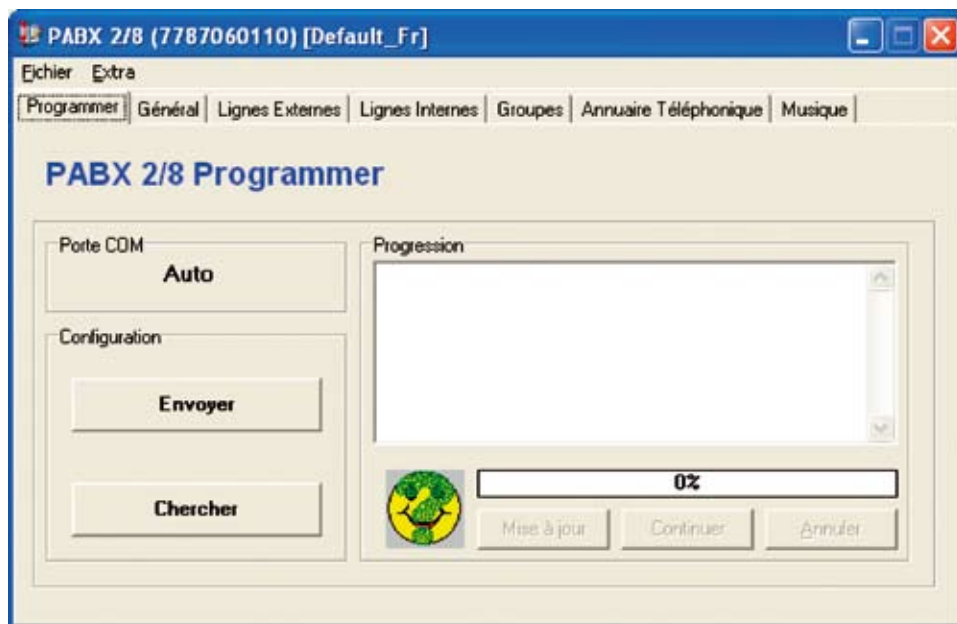 PABX 2/8 (7787060110) [Default_Fr]
Fichier Extra
Programmer Général Lignes Externes Lignes Internes Groupes Annuaire Téléphonique Musique
PABX 2/8 Programmer
Porte COM
Auto
Configuration
Envoyer
Chercher
Progression
0%
Mise à jour Continuer Annuler